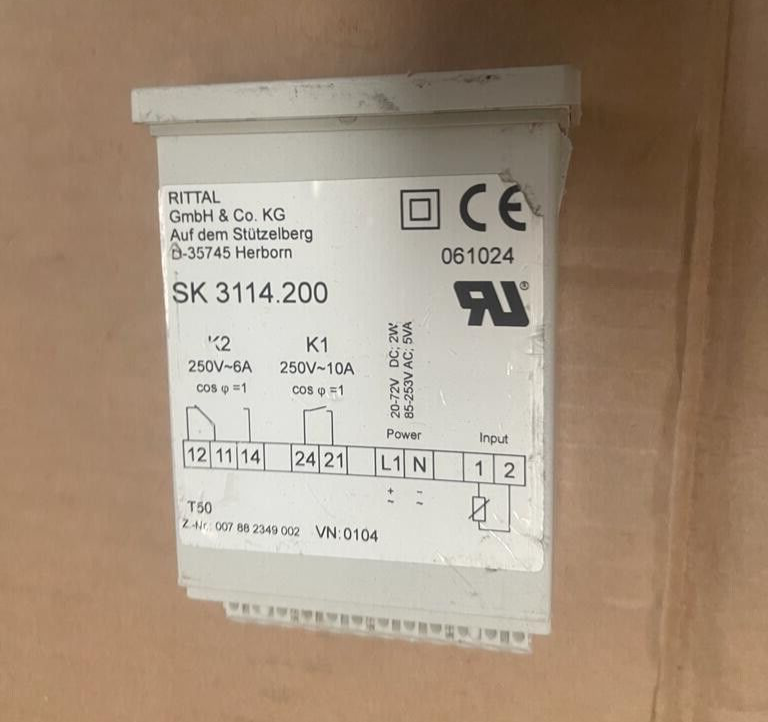 RITTAL
GmbH & Co. KG
Auf dem Stützelberg
D-35745 Herborn
CE
061024
SK 3114.200
K2
250V~6A
cos φ =1
K1
250V~10A
cos φ =1
20-72V DC; 2W;
85-253V AC; 5VA
Power
Input
12 11 14 24 21 L1 N 1 2
+ −
~ ~
T50
Z.-Nr.: 007 88 2349 002 VN:0104